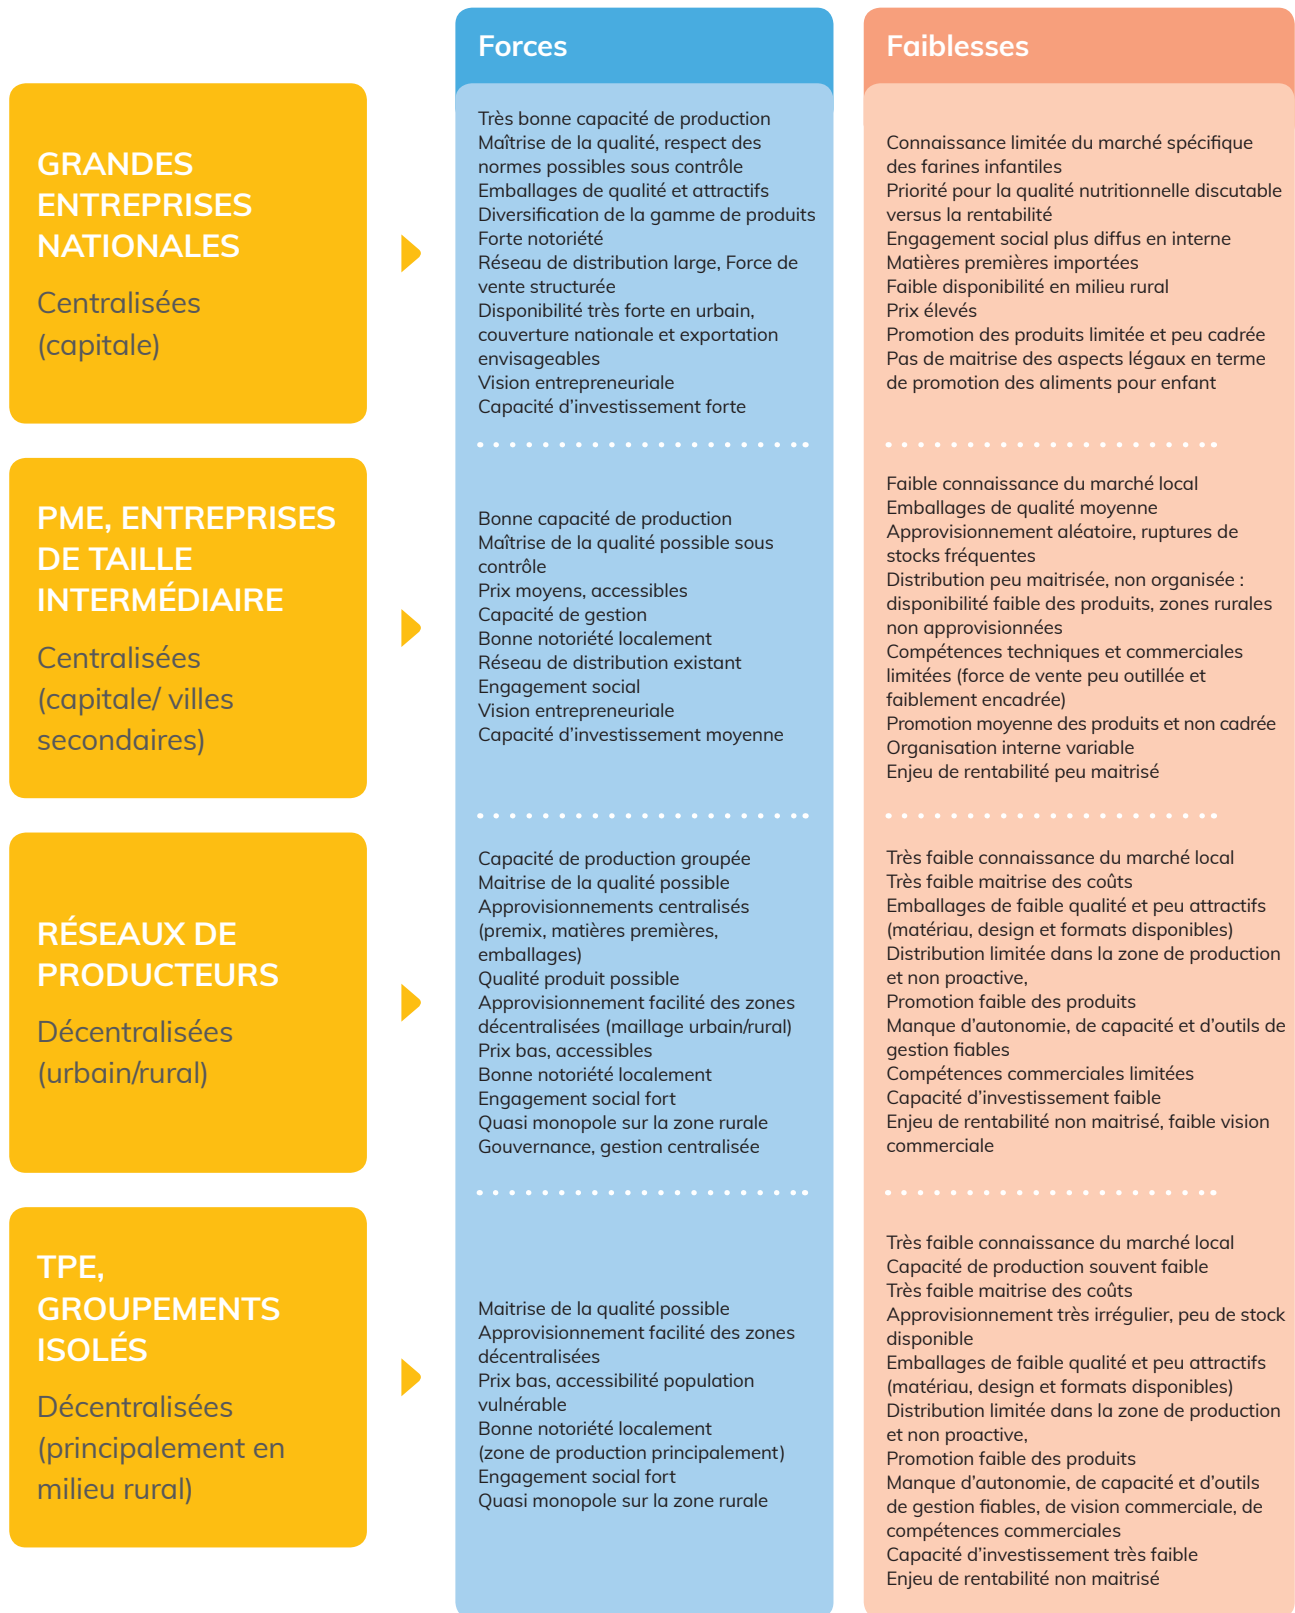 Forces
Faiblesses
GRANDES
ENTREPRISES
NATIONALES
Centralisées
(capitale)
Très bonne capacité de production
Maîtrise de la qualité, respect des
normes possibles sous contrôle
Emballages de qualité et attractifs
Diversification de la gamme de produits
Forte notoriété
Réseau de distribution large, Force de
vente structurée
Disponibilité très forte en urbain,
couverture nationale et exportation
envisageables
Vision entrepreneuriale
Capacité d’investissement forte
Connaissance limitée du marché spécifique
des farines infantiles
Priorité pour la qualité nutritionnelle discutable
versus la rentabilité
Engagement social plus diffus en interne
Matières premières importées
Faible disponibilité en milieu rural
Prix élevés
Promotion des produits limitée et peu cadrée
Pas de maitrise des aspects légaux en terme
de promotion des aliments pour enfant
PME, ENTREPRISES
DE TAILLE
INTERMÉDIAIRE
Centralisées
(capitale/ villes
secondaires)
Bonne capacité de production
Maîtrise de la qualité possible sous
contrôle
Prix moyens, accessibles
Capacité de gestion
Bonne notoriété localement
Réseau de distribution existant
Engagement social
Vision entrepreneuriale
Capacité d’investissement moyenne
Faible connaissance du marché local
Emballages de qualité moyenne
Approvisionnement aléatoire, ruptures de
stocks fréquentes
Distribution peu maitrisée, non organisée :
disponibilité faible des produits, zones rurales
non approvisionnées
Compétences techniques et commerciales
limitées (force de vente peu outillée et
faiblement encadrée)
Promotion moyenne des produits et non cadrée
Organisation interne variable
Enjeu de rentabilité peu maitrisé
RÉSEAUX DE
PRODUCTEURS
Décentralisées
(urbain/rural)
Capacité de production groupée
Maitrise de la qualité possible
Approvisionnements centralisés
(premix, matières premières,
emballages)
Qualité produit possible
Approvisionnement facilité des zones
décentralisées (maillage urbain/rural)
Prix bas, accessibles
Bonne notoriété localement
Engagement social fort
Quasi monopole sur la zone rurale
Gouvernance, gestion centralisée
Très faible connaissance du marché local
Très faible maitrise des coûts
Emballages de faible qualité et peu attractifs
(matériau, design et formats disponibles)
Distribution limitée dans la zone de production
et non proactive,
Promotion faible des produits
Manque d’autonomie, de capacité et d’outils de
gestion fiables
Compétences commerciales limitées
Capacité d’investissement faible
Enjeu de rentabilité non maitrisé, faible vision
commerciale
TPE,
GROUPEMENTS
ISOLÉS
Décentralisées
(principalement en
milieu rural)
Maitrise de la qualité possible
Approvisionnement facilité des zones
décentralisées
Prix bas, accessibilité population
vulnérable
Bonne notoriété localement
(zone de production principalement)
Engagement social fort
Quasi monopole sur la zone rurale
Très faible connaissance du marché local
Capacité de production souvent faible
Très faible maitrise des coûts
Approvisionnement très irrégulier, peu de stock
disponible
Emballages de faible qualité et peu attractifs
(matériau, design et formats disponibles)
Distribution limitée dans la zone de production
et non proactive,
Promotion faible des produits
Manque d’autonomie, de capacité et d’outils
de gestion fiables, de vision commerciale, de
compétences commerciales
Capacité d’investissement très faible
Enjeu de rentabilité non maitrisé